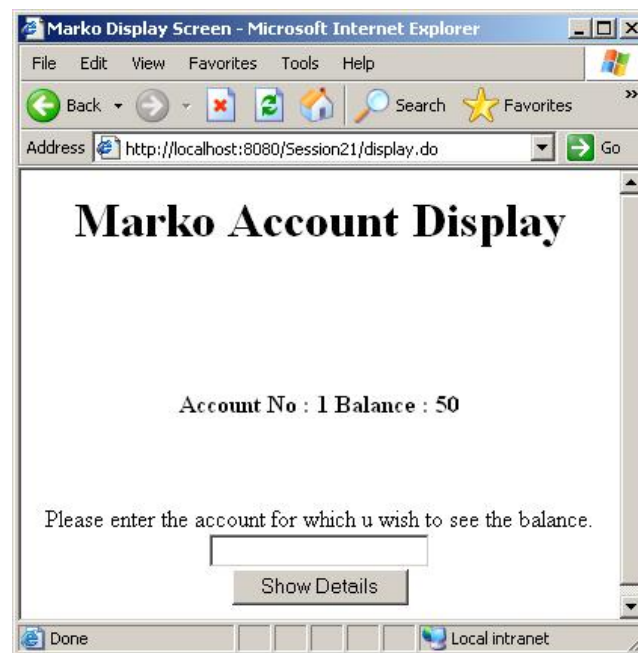 Marko Display Screen - Microsoft Internet Explorer
File Edit View Favorites Tools Help
Back Search Favorites »
Address http://localhost:8080/Session21/display.do Go
Marko Account Display
Account No : 1 Balance : 50
Please enter the account for which u wish to see the balance.
Show Details
Done Local intranet